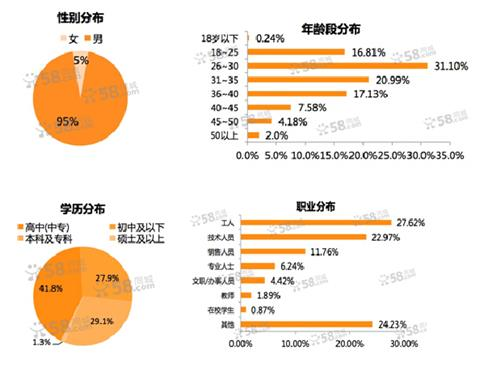 性别分布
女 男
5%
95%
年龄段分布
18岁以下 0.24%
18~25 16.81%
26~30 31.10%
31~35 20.99%
36~40 17.13%
40~45 7.58%
45~50 4.18%
50以上 2.0%
0.0% 5.0% 10.0% 15.0% 20.0% 25.0% 30.0% 35.0%
学历分布
高中(中专) 初中及以下
本科及专科 硕士及以上
41.8% 27.9%
29.1%
1.3%
职业分布
工人 27.62%
技术人员 22.97%
销售人员 11.76%
专业人士 6.24%
文职/办事人员 4.42%
教师 1.89%
在校学生 0.87%
其他 24.23%
0.00% 10.00% 20.00% 30.00%
58同城
58.com